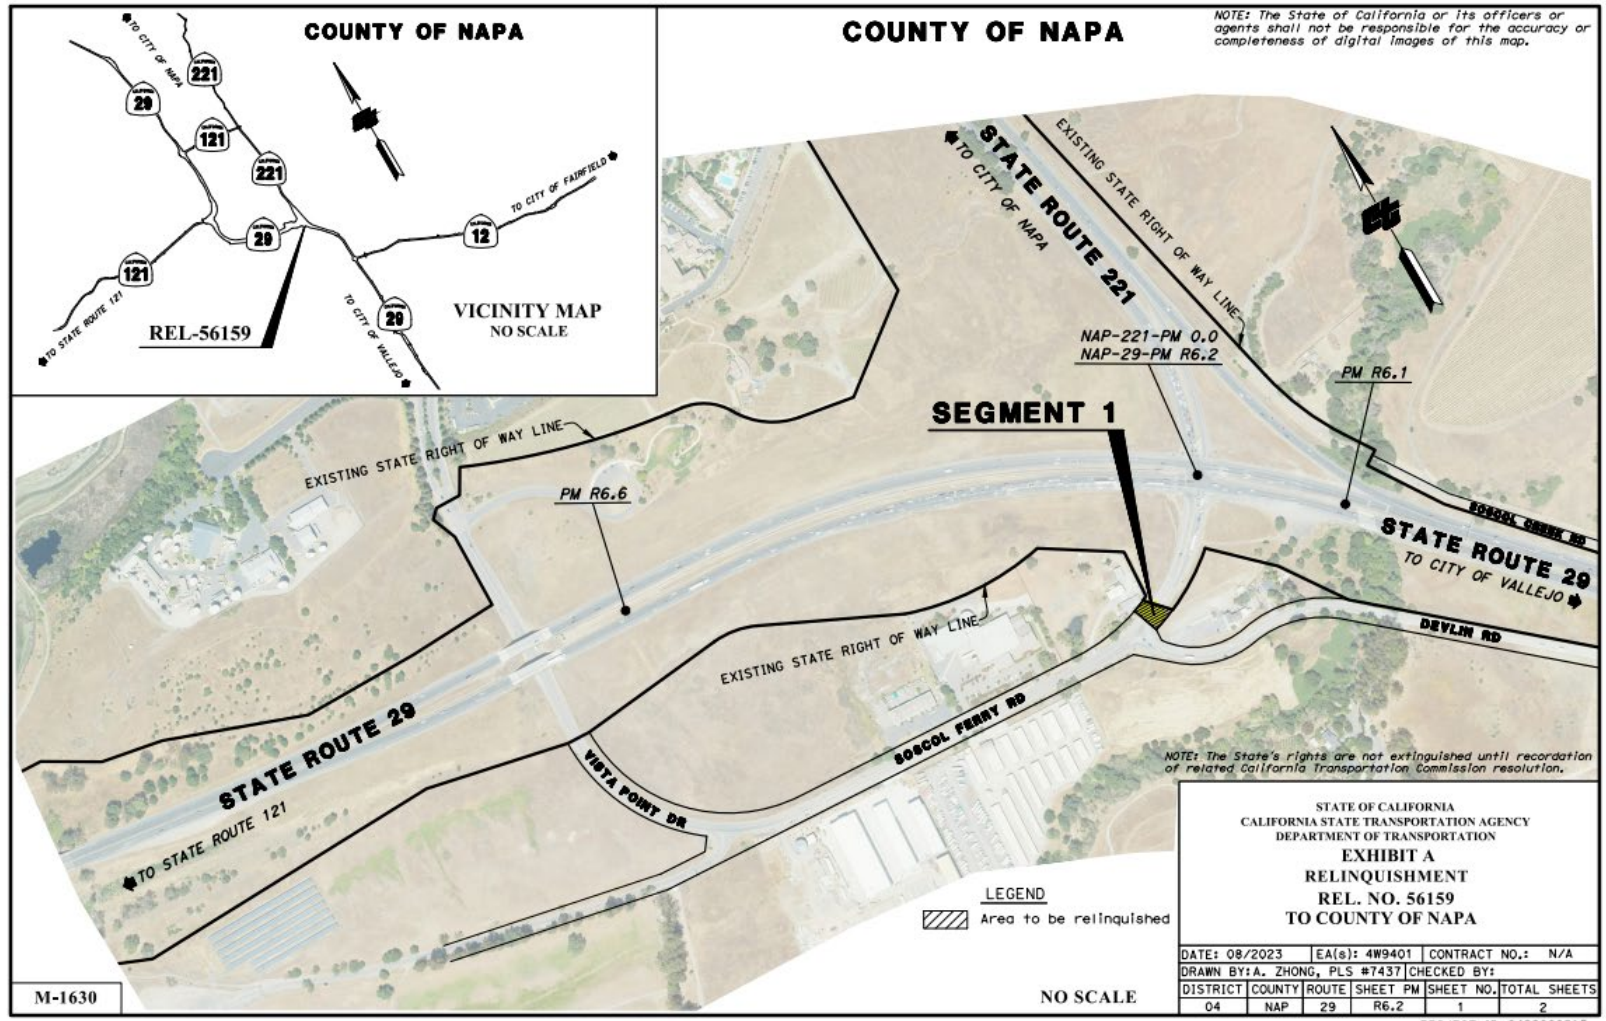 COUNTY OF NAPA
TO CITY OF NAPA
221
29
121
221
29
12
TO CITY OF FAIRFIELD
121
TO STATE ROUTE 121
REL-56159
TO CITY OF VALLEJO
29
VICINITY MAP
NO SCALE
COUNTY OF NAPA
NOTE: The State of California or its officers or
agents shall not be responsible for the accuracy or
completeness of digital images of this map.
STATE ROUTE 221
TO CITY OF NAPA
EXISTING STATE RIGHT OF WAY LINE
NAP-221-PM 0.0
NAP-29-PM R6.2
PM R6.1
SEGMENT 1
EXISTING STATE RIGHT OF WAY LINE
PM R6.6
SOSCOL CREEK RD
STATE ROUTE 29
TO CITY OF VALLEJO
DEVLIN RD
EXISTING STATE RIGHT OF WAY LINE
SOSCOL FERRY RD
VISTA POINT DR
STATE ROUTE 29
TO STATE ROUTE 121
NOTE: The State's rights are not extinguished until recordation
of related California Transportation Commission resolution.
STATE OF CALIFORNIA
CALIFORNIA STATE TRANSPORTATION AGENCY
DEPARTMENT OF TRANSPORTATION
EXHIBIT A
RELINQUISHMENT
REL. NO. 56159
TO COUNTY OF NAPA
LEGEND
Area to be relinquished
NO SCALE
DATE: 08/2023 EA(s): 4W9401 CONTRACT NO.: N/A
DRAWN BY: A. ZHONG, PLS #7437 CHECKED BY:
DISTRICT COUNTY ROUTE SHEET PM SHEET NO. TOTAL SHEETS
04 NAP 29 R6.2 1 2
M-1630